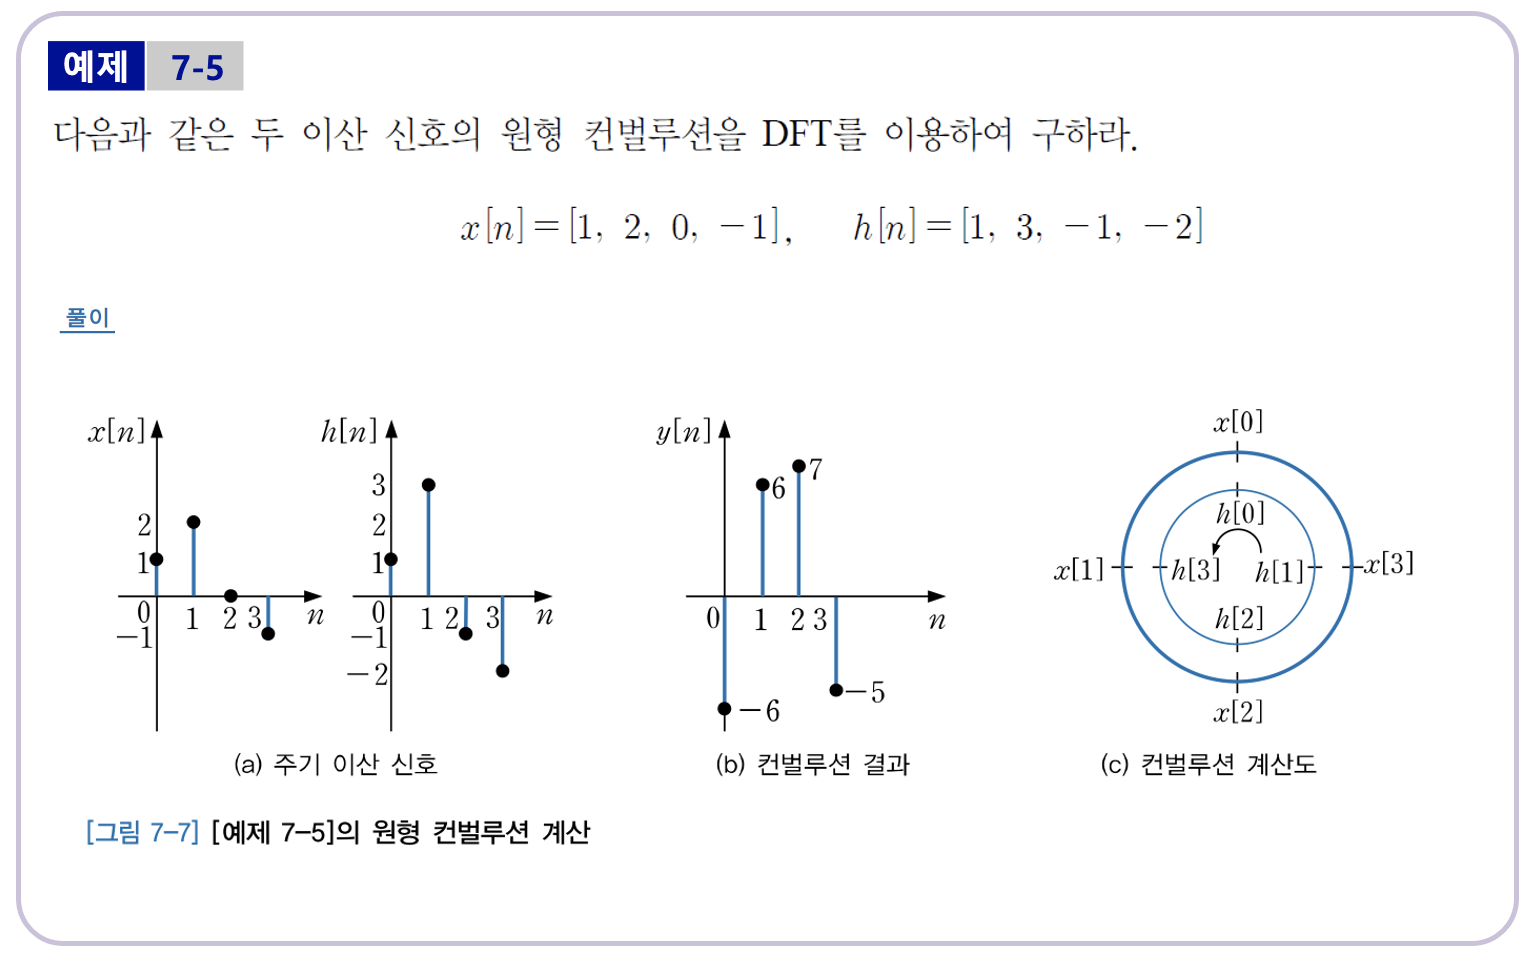 예제 7-5
다음과 같은 두 이산 신호의 원형 컨벌루션을 DFT를 이용하여 구하라.
x[n]=[1, 2, 0, −1], h[n]=[1, 3, −1, −2]
풀이
x[n]
2
1
0
−1
1
2
3
n
h[n]
3
2
1
0
−1
−2
1
2
3
n
y[n]
6
7
0
1
2
3
n
−6
−5
x[0]
h[0]
x[1]
h[3]
h[1]
x[3]
h[2]
x[2]
(a) 주기 이산 신호
(b) 컨벌루션 결과
(c) 컨벌루션 계산도
[그림 7−7] [예제 7−5]의 원형 컨벌루션 계산